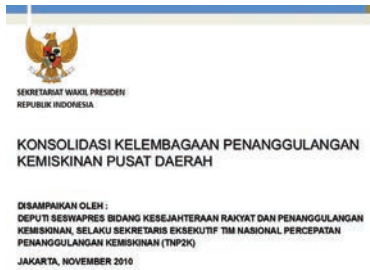 SEKRETARIAT WAKIL PRESIDEN
REPUBLIK INDONESIA
KONSOLIDASI KELEMBAGAAN PENANGGULANGAN
KEMISKINAN PUSAT DAERAH
DISAMPAIKAN OLEH :
DEPUTI SESWAPRES BIDANG KESEJAHTERAAN RAKYAT DAN PENANGGULANGAN
KEMISKINAN, SELAKU SEKRETARIS EKSEKUTIF TIM NASIONAL PERCEPATAN
PENANGGULANGAN KEMISKINAN (TNP2K)
JAKARTA, NOVEMBER 2010